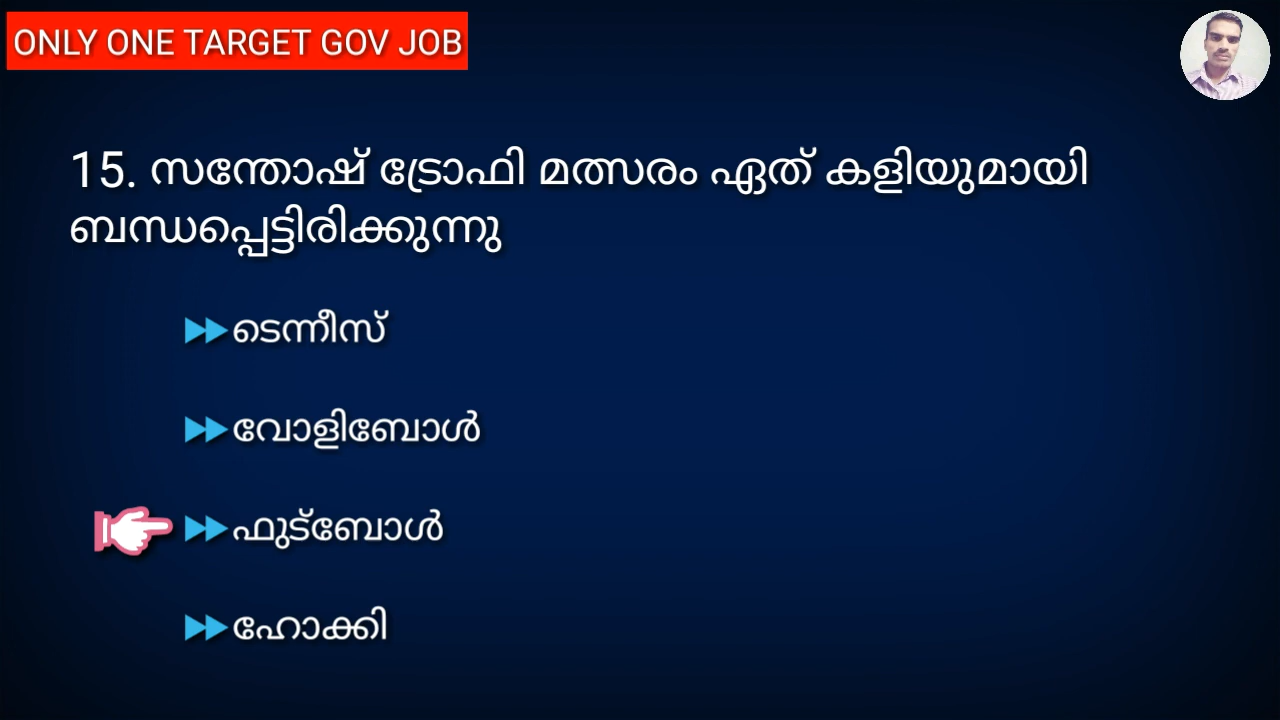 ONLY ONE TARGET GOV JOB
15. സന്തോഷ് ട്രോഫി മത്സരം ഏത് കളിയുമായി
ബന്ധപ്പെട്ടിരിക്കുന്നു
ടെന്നീസ്
വോളിബോൾ
ഫുട്ബോൾ
ഹോക്കി